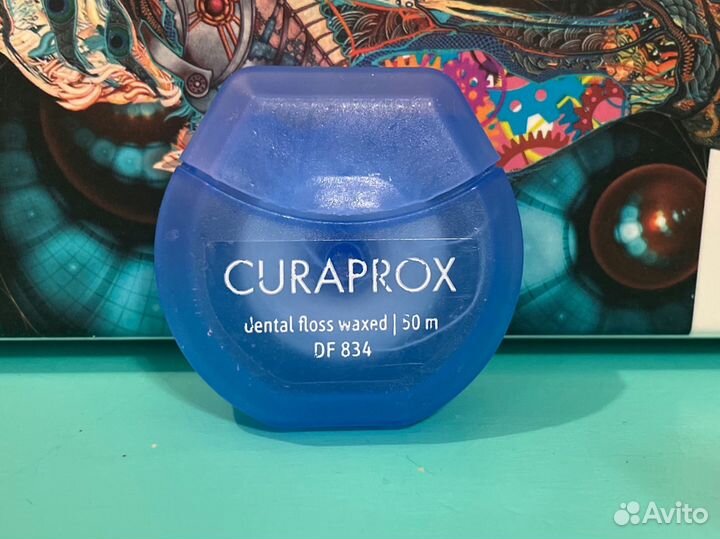 CURAPROX
dental floss waxed | 50 m
DF 834
Avito